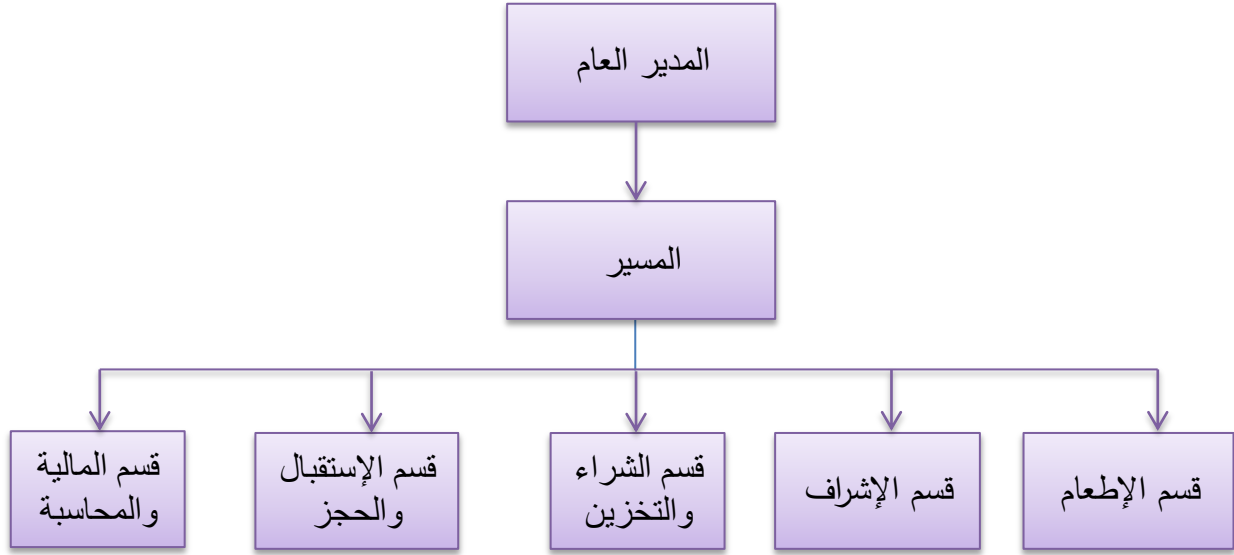 المدير العام
المسير
قسم الإطعام
قسم الإشراف
قسم الشراء
والتخزين
قسم الإستقبال
والحجز
قسم المالية
والمحاسبة